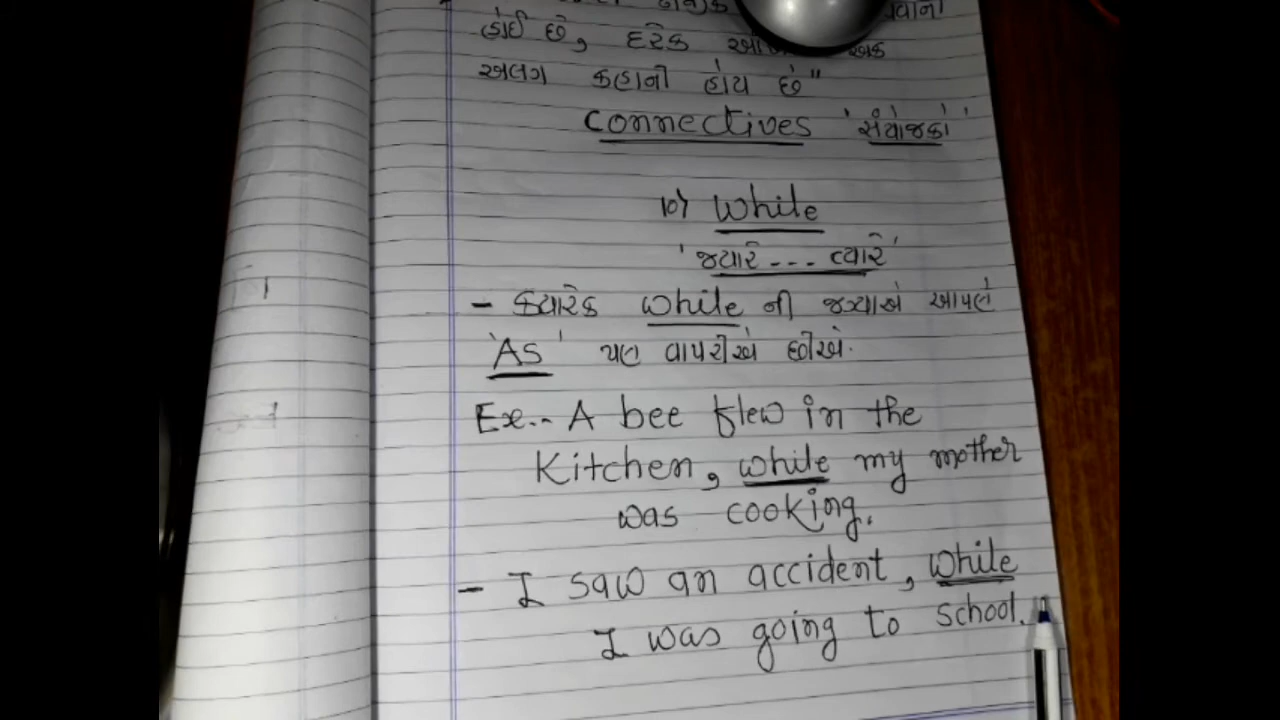 હોઈ છે, દરેક
અલગ કહાની હોય છે"
Connectives 'સંયોજકો'
10) While
'જ્યારે --- ત્યારે'
- ક્યારેક while ની જગ્યાએ આપણે
'AS' પણ વાપરીએ છીએ.
Ex.. A bee flew in the
Kitchen, while my mother
was cooking.
- I saw an accident, while
I was going to school.